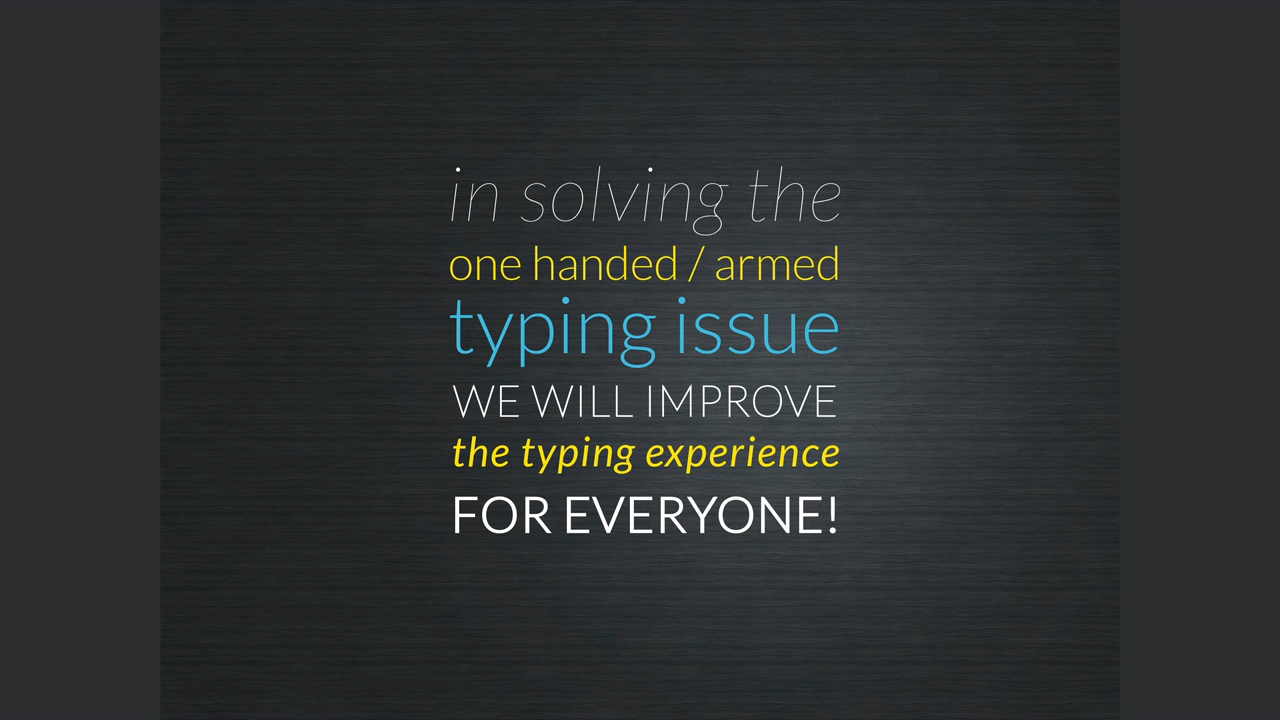 in solving the
one handed / armed
typing issue
WE WILL IMPROVE
the typing experience
FOR EVERYONE!